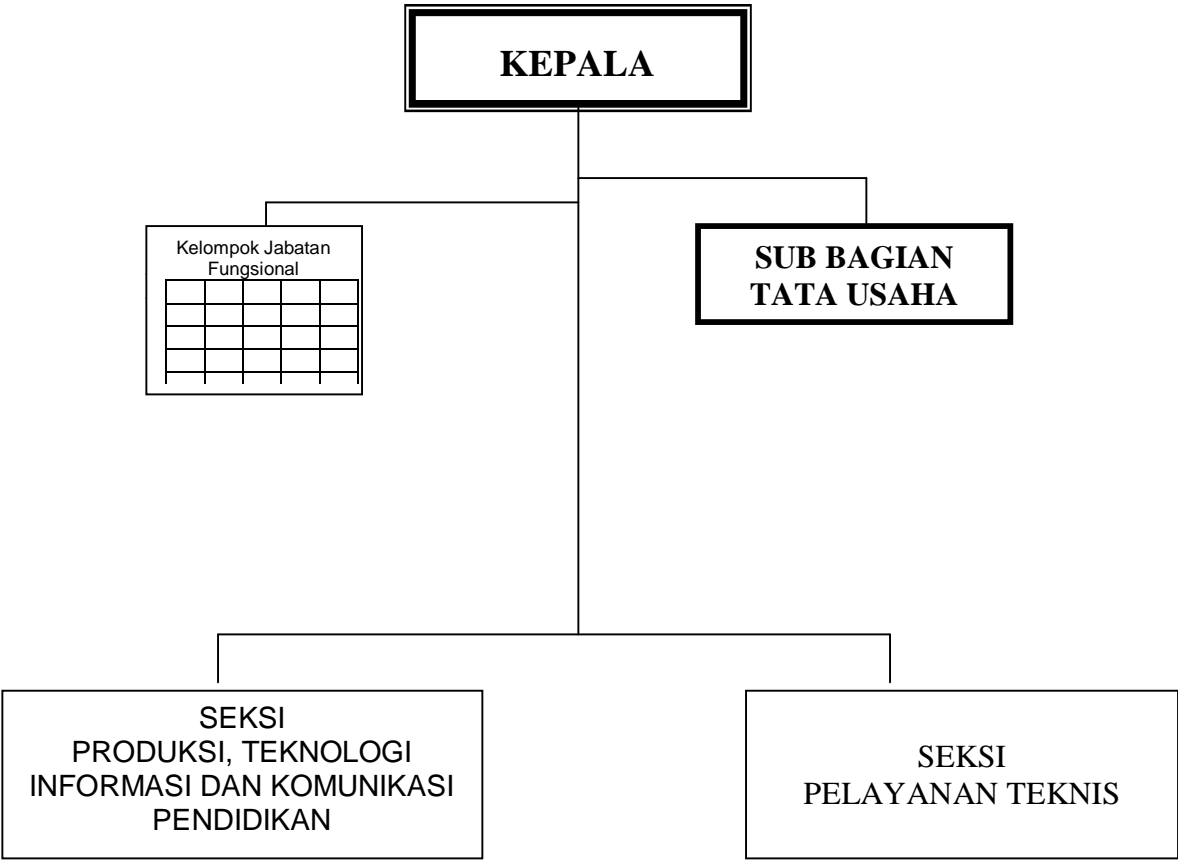 KEPALA
Kelompok Jabatan
Fungsional
SUB BAGIAN
TATA USAHA
SEKSI
PRODUKSI, TEKNOLOGI
INFORMASI DAN KOMUNIKASI
PENDIDIKAN
SEKSI
PELAYANAN TEKNIS